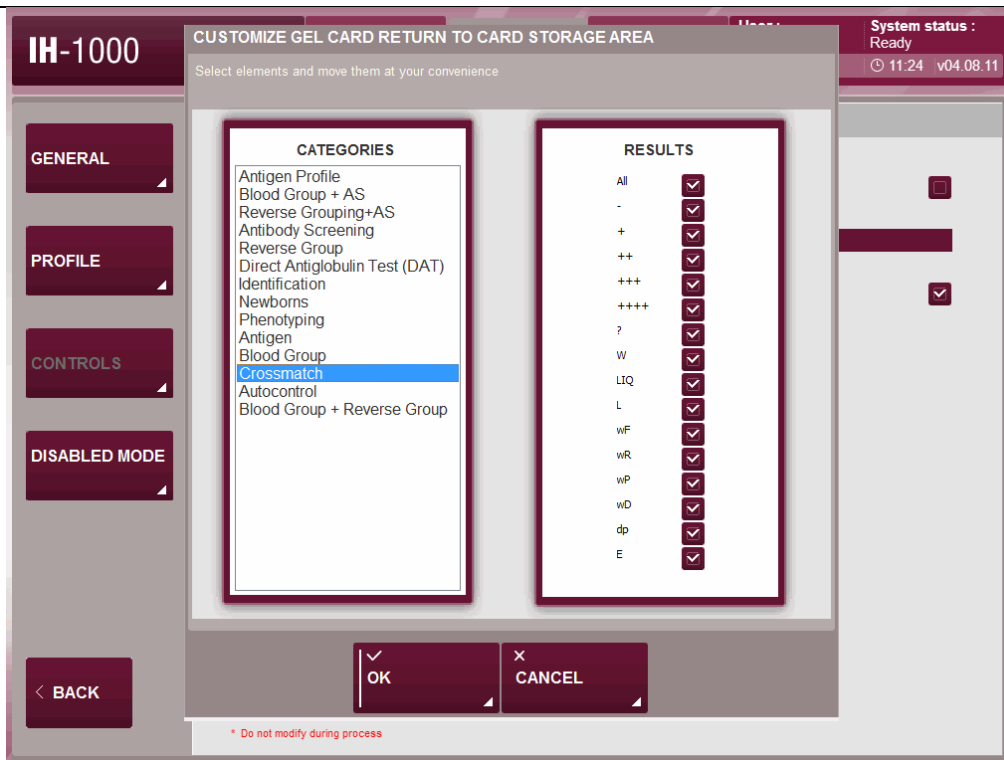 IH-1000
User :
System status :
Ready
11:24 v04.08.11
CUSTOMIZE GEL CARD RETURN TO CARD STORAGE AREA
Select elements and move them at your convenience
GENERAL
PROFILE
CONTROLS
DISABLED MODE
< BACK
CATEGORIES
Antigen Profile
Blood Group + AS
Reverse Grouping+AS
Antibody Screening
Reverse Group
Direct Antiglobulin Test (DAT)
Identification
Newborns
Phenotyping
Antigen
Blood Group
Crossmatch
Autocontrol
Blood Group + Reverse Group
RESULTS
All
-
+
++
+++
++++
?
W
LIQ
L
wF
wR
wP
wD
dp
E
OK
CANCEL
* Do not modify during process